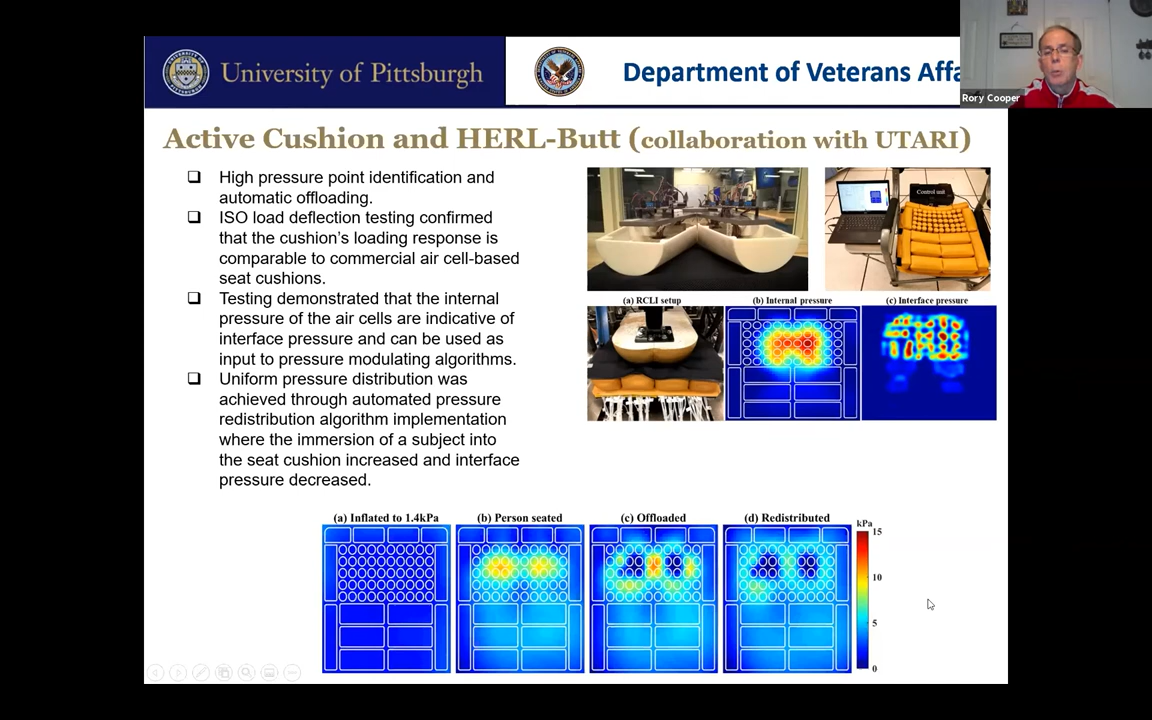 University of Pittsburgh
Department of Veterans Affa
Rory Cooper
Active Cushion and HERL-Butt (collaboration with UTARI)
High pressure point identification and
automatic offloading.
ISO load deflection testing confirmed
that the cushion's loading response is
comparable to commercial air cell-based
seat cushions.
Testing demonstrated that the internal
pressure of the air cells are indicative of
interface pressure and can be used as
input to pressure modulating algorithms.
Uniform pressure distribution was
achieved through automated pressure
redistribution algorithm implementation
where the immersion of a subject into
the seat cushion increased and interface
pressure decreased.
Control unit
(a) RCLI setup
(b) Internal pressure
(c) Interface pressure
(a) Inflated to 1.4kPa
(b) Person seated
(c) Offloaded
(d) Redistributed
kPa
15
10
5
0